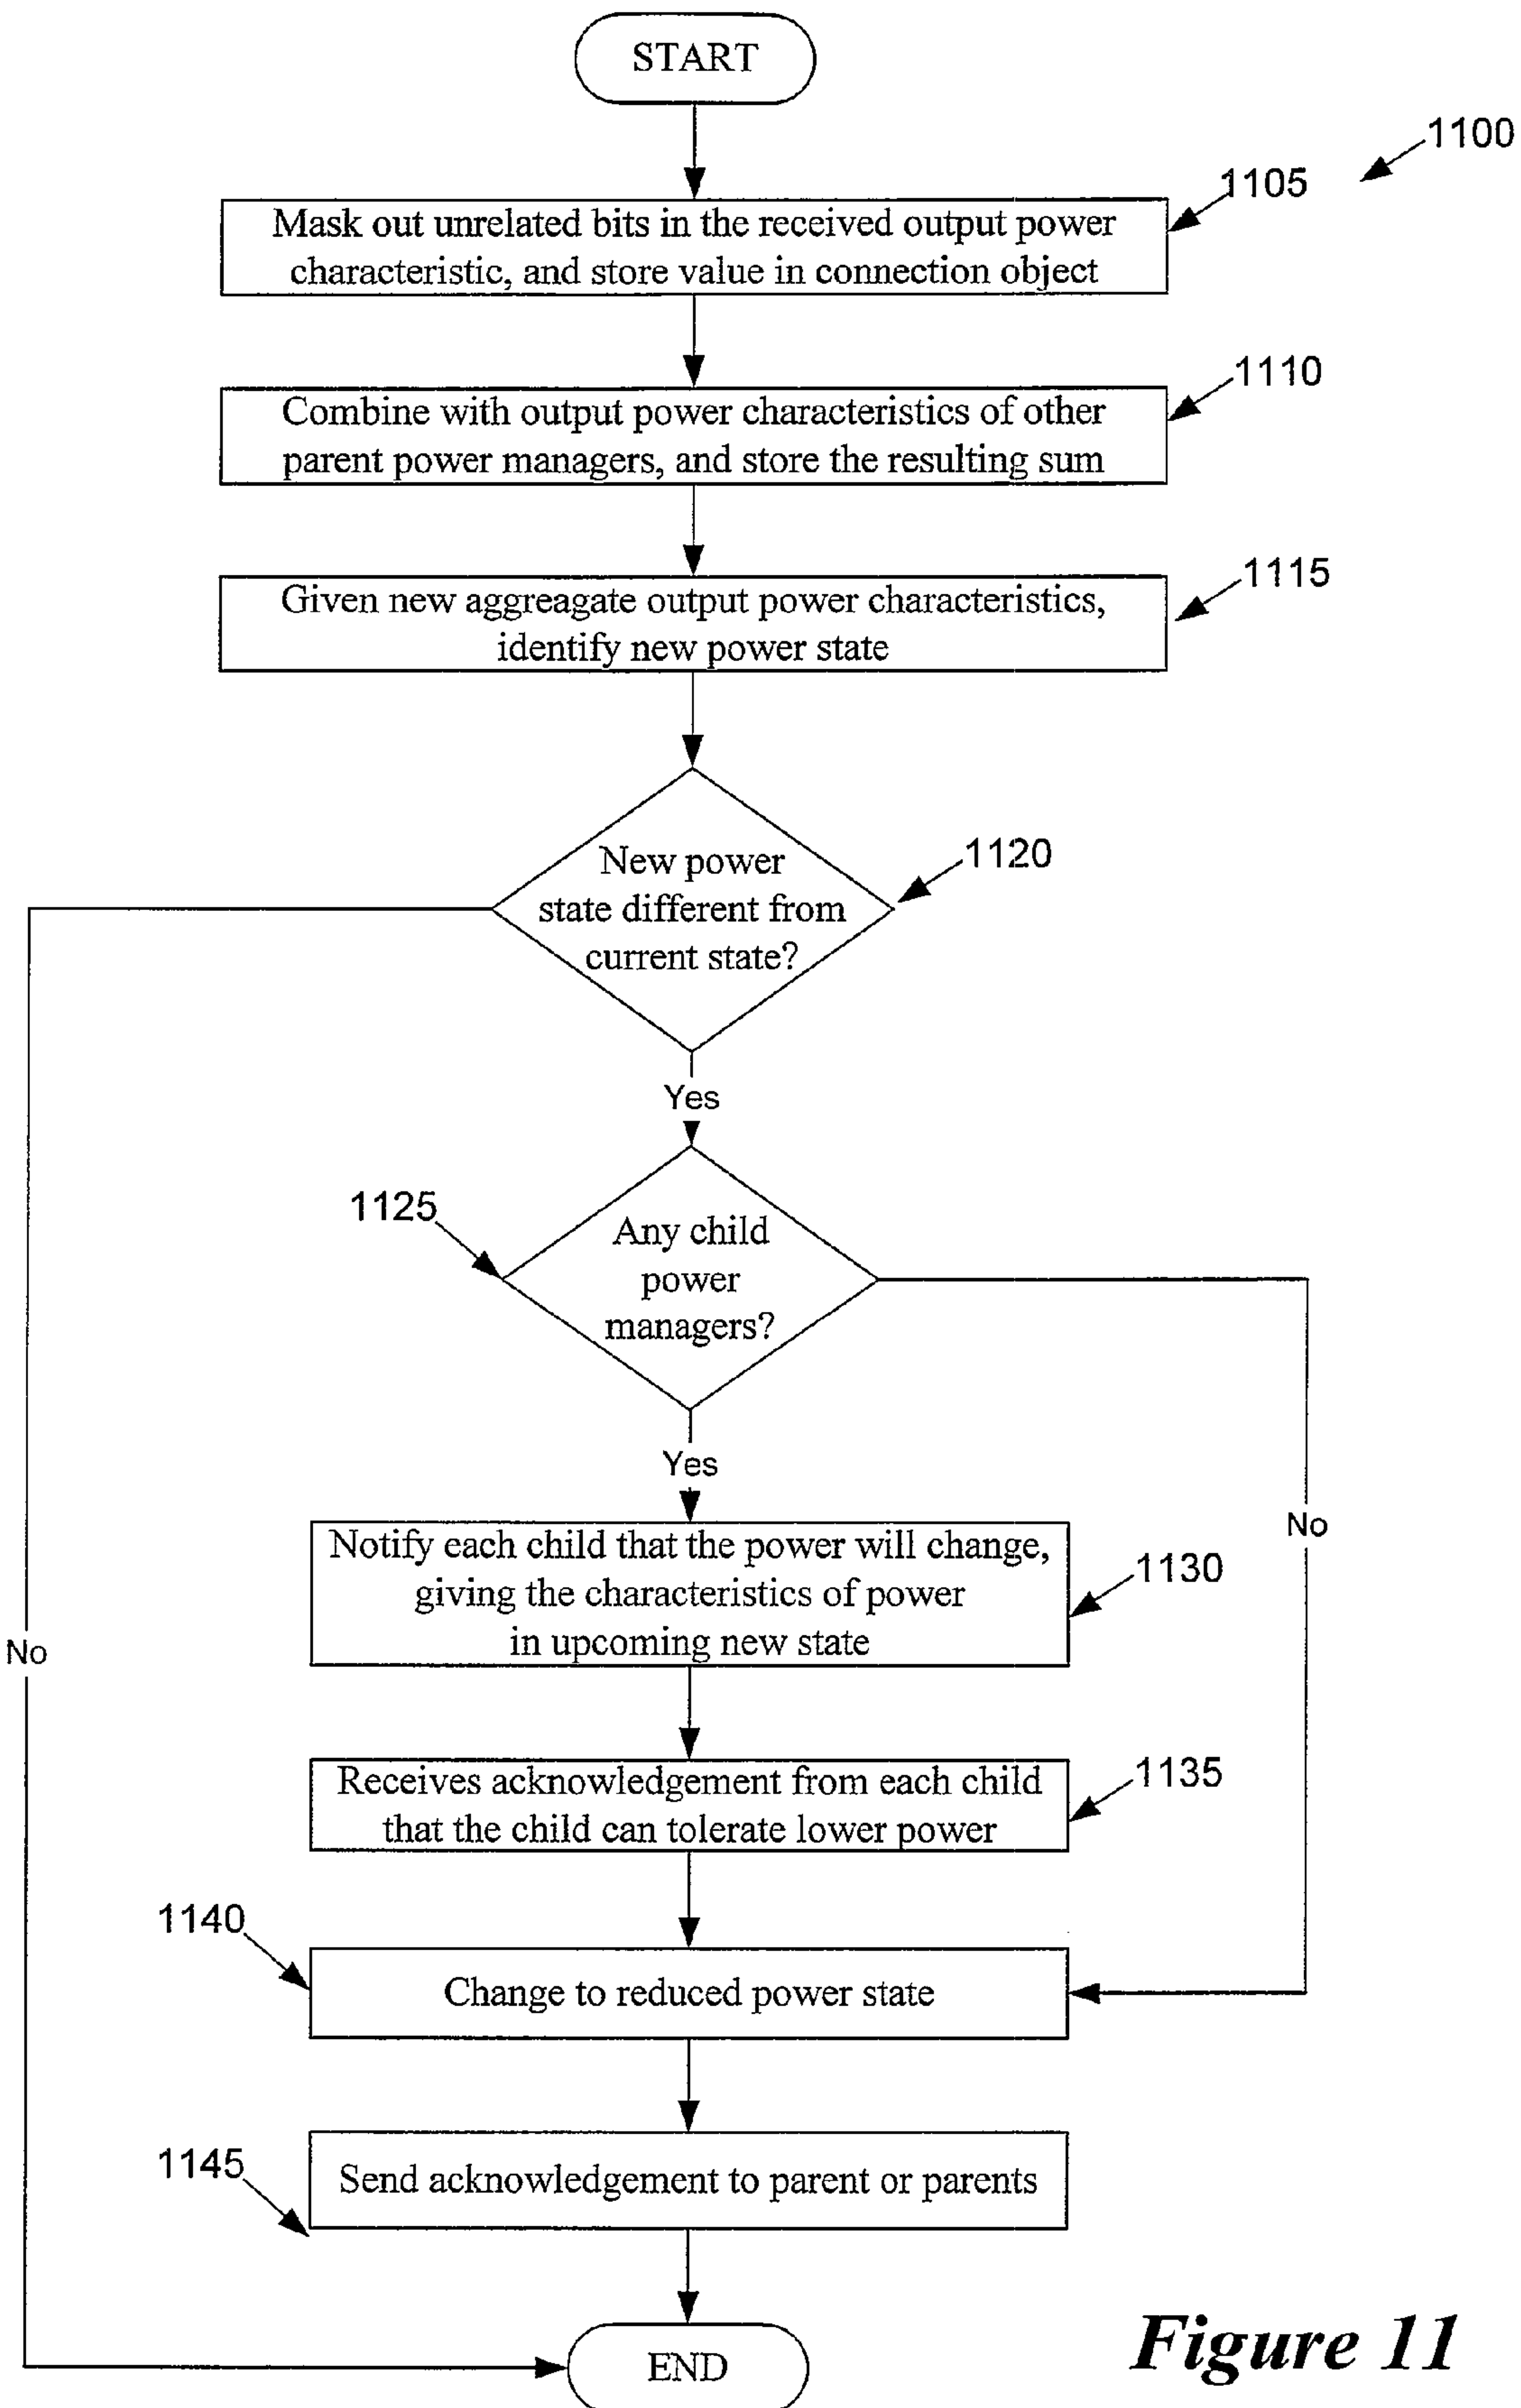 START
1100
1105
Mask out unrelated bits in the received output power
characteristic, and store value in connection object
1110
Combine with output power characteristics of other
parent power managers, and store the resulting sum
1115
Given new aggreagate output power characteristics,
identify new power state
1120
New power
state different from
current state?
Yes
1125
Any child
power
managers?
Yes
No
Notify each child that the power will change,
giving the characteristics of power
in upcoming new state
1130
No
Receives acknowledgement from each child
that the child can tolerate lower power
1135
1140
Change to reduced power state
1145
Send acknowledgement to parent or parents
END
Figure 11